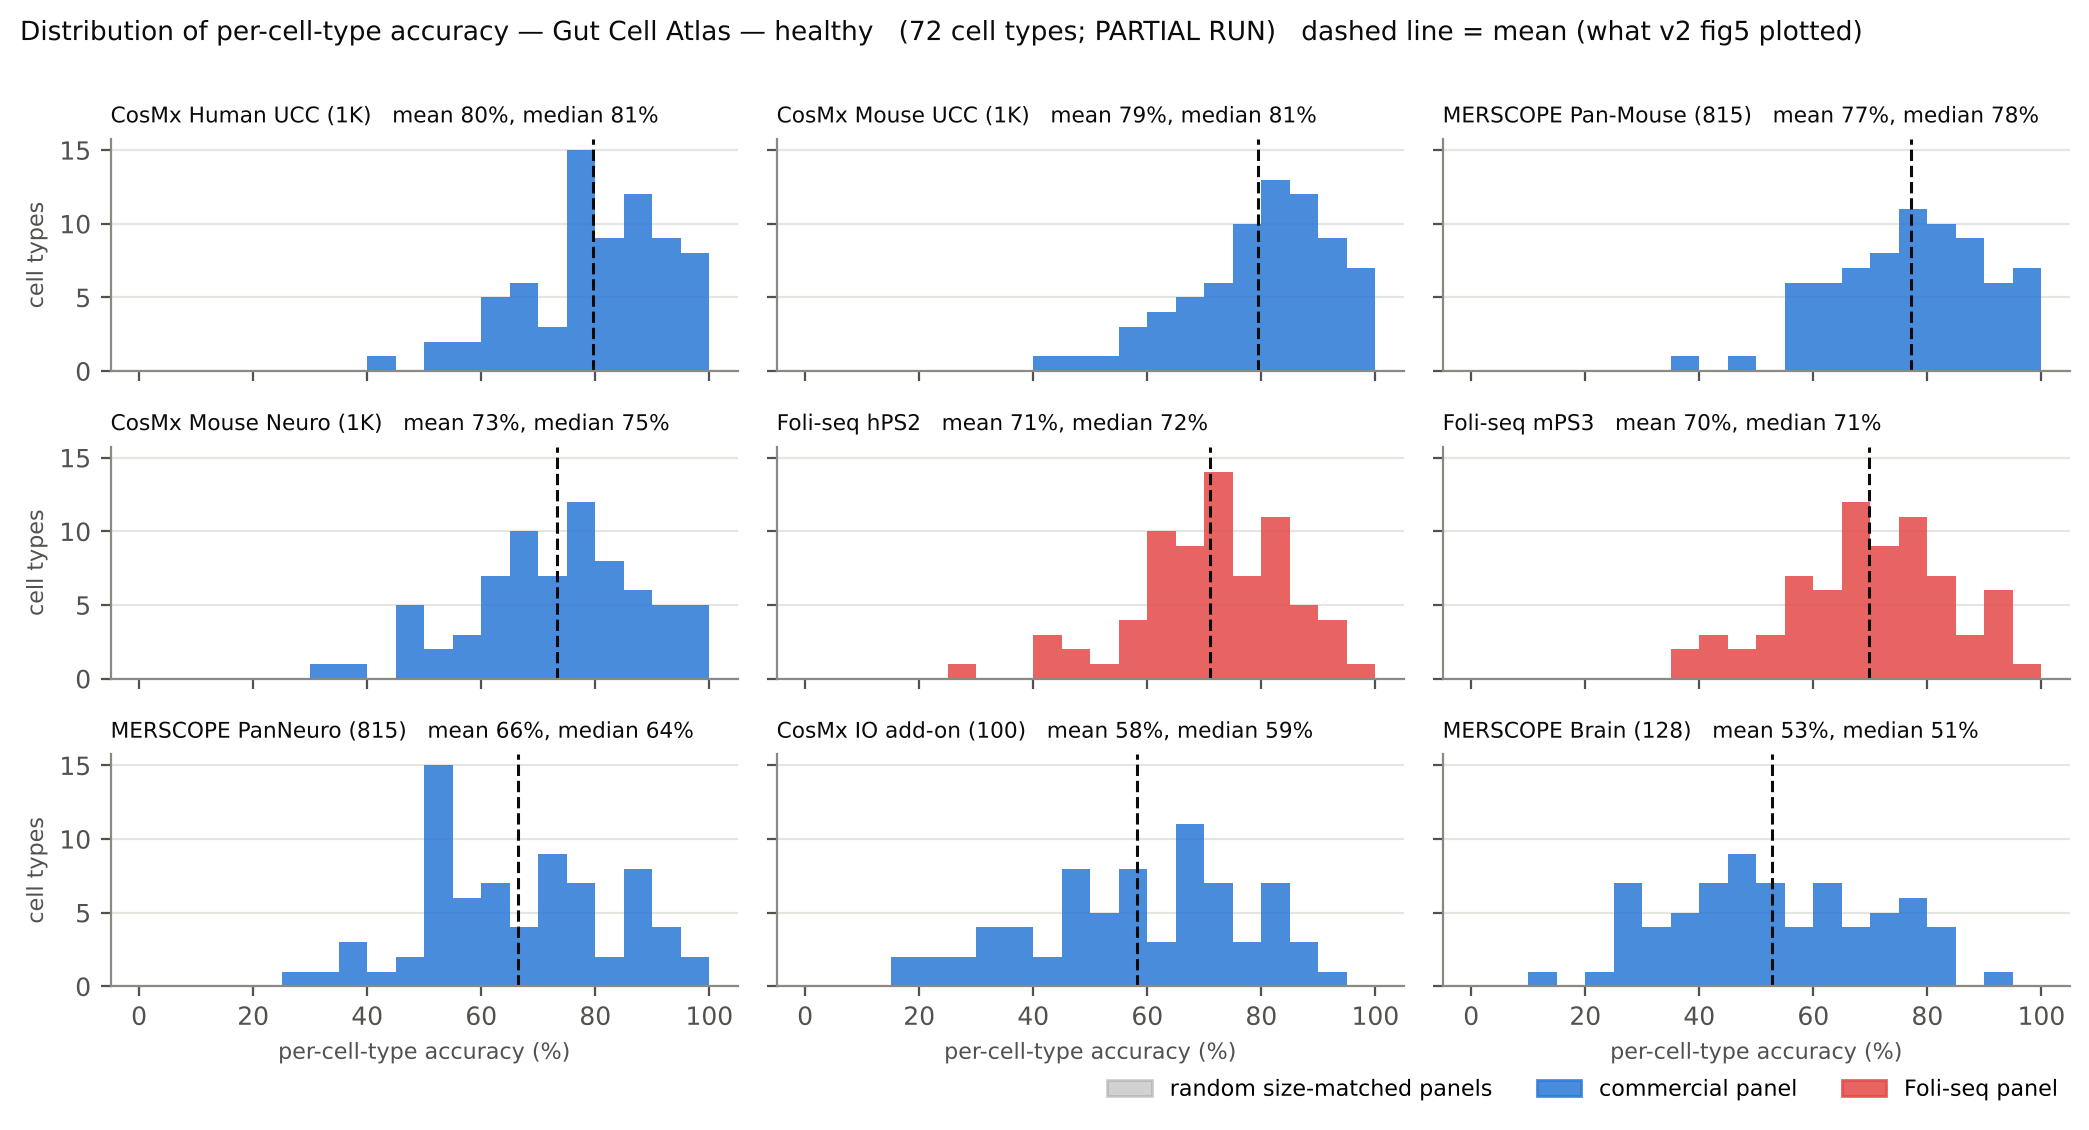 Distribution of per-cell-type accuracy — Gut Cell Atlas — healthy (72 cell types; PARTIAL RUN) dashed line = mean (what v2 fig5 plotted)
CosMx Human UCC (1K) mean 80%, median 81%
CosMx Mouse UCC (1K) mean 79%, median 81%
MERSCOPE Pan-Mouse (815) mean 77%, median 78%
15
10
5
0
cell types
CosMx Mouse Neuro (1K) mean 73%, median 75%
Foli-seq hPS2 mean 71%, median 72%
Foli-seq mPS3 mean 70%, median 71%
15
10
5
0
cell types
MERSCOPE PanNeuro (815) mean 66%, median 64%
CosMx IO add-on (100) mean 58%, median 59%
MERSCOPE Brain (128) mean 53%, median 51%
15
10
5
0
cell types
0 20 40 60 80 100
0 20 40 60 80 100
0 20 40 60 80 100
per-cell-type accuracy (%)
per-cell-type accuracy (%)
per-cell-type accuracy (%)
random size-matched panels
commercial panel
Foli-seq panel